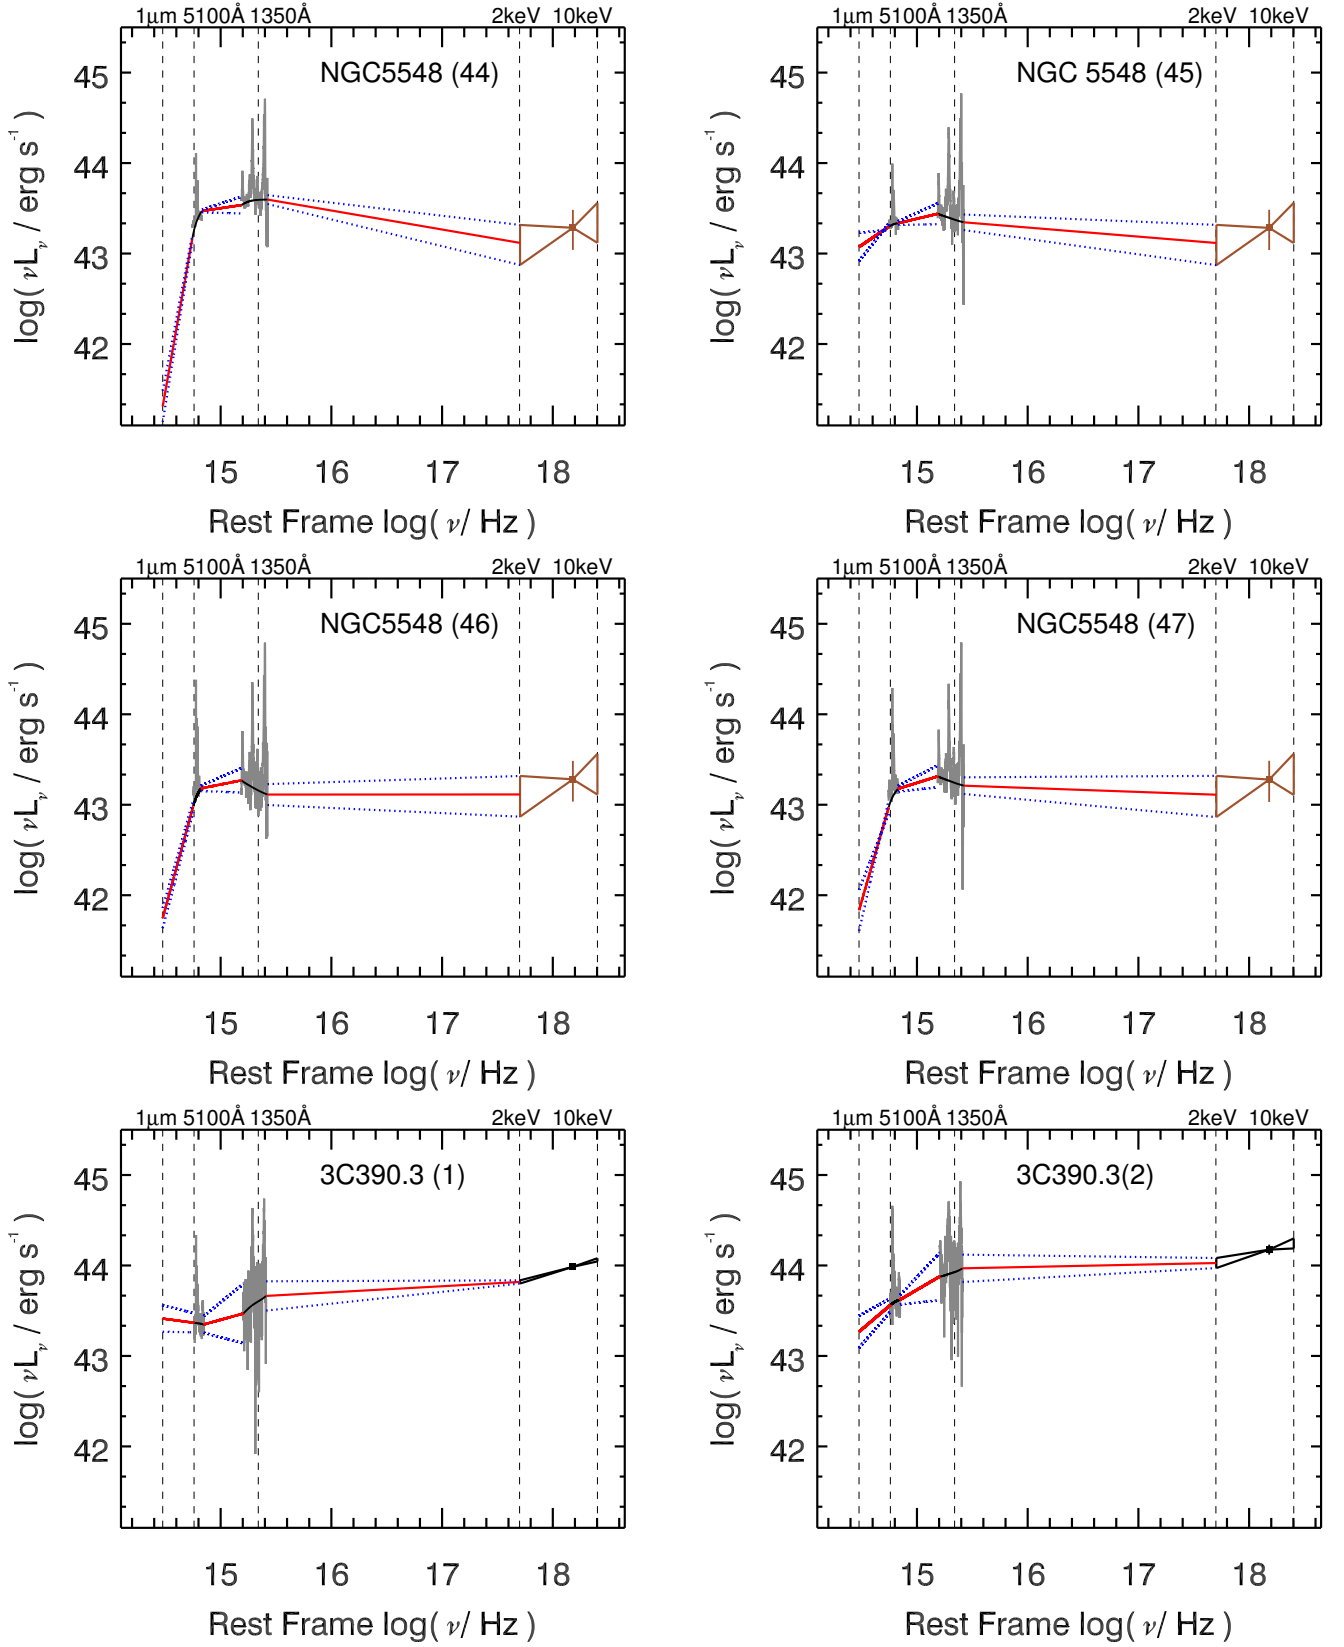 1μm 5100Å 1350Å 2keV 10keV
NGC5548 (44)
45
44
43
42
log( νLν / erg s-1 )
15 16 17 18
Rest Frame log( ν/ Hz )
1μm 5100Å 1350Å 2keV 10keV
NGC 5548 (45)
45
44
43
42
log( νLν / erg s-1 )
15 16 17 18
Rest Frame log( ν/ Hz )
1μm 5100Å 1350Å 2keV 10keV
NGC5548 (46)
45
44
43
42
log( νLν / erg s-1 )
15 16 17 18
Rest Frame log( ν/ Hz )
1μm 5100Å 1350Å 2keV 10keV
NGC5548 (47)
45
44
43
42
log( νLν / erg s-1 )
15 16 17 18
Rest Frame log( ν/ Hz )
1μm 5100Å 1350Å 2keV 10keV
3C390.3 (1)
45
44
43
42
log( νLν / erg s-1 )
15 16 17 18
Rest Frame log( ν/ Hz )
1μm 5100Å 1350Å 2keV 10keV
3C390.3(2)
45
44
43
42
log( νLν / erg s-1 )
15 16 17 18
Rest Frame log( ν/ Hz )